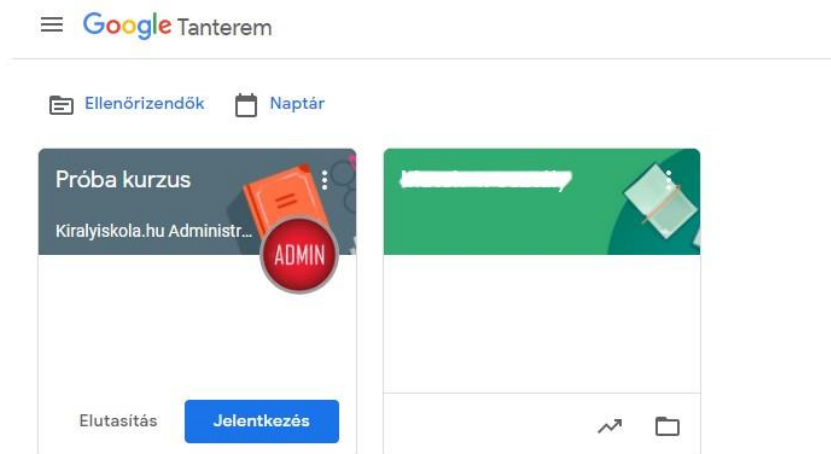 Google Tanterem
Ellenőrizendők Naptár
Próba kurzus
Kiralyiskola.hu Administr...
ADMIN
Elutasítás Jelentkezés